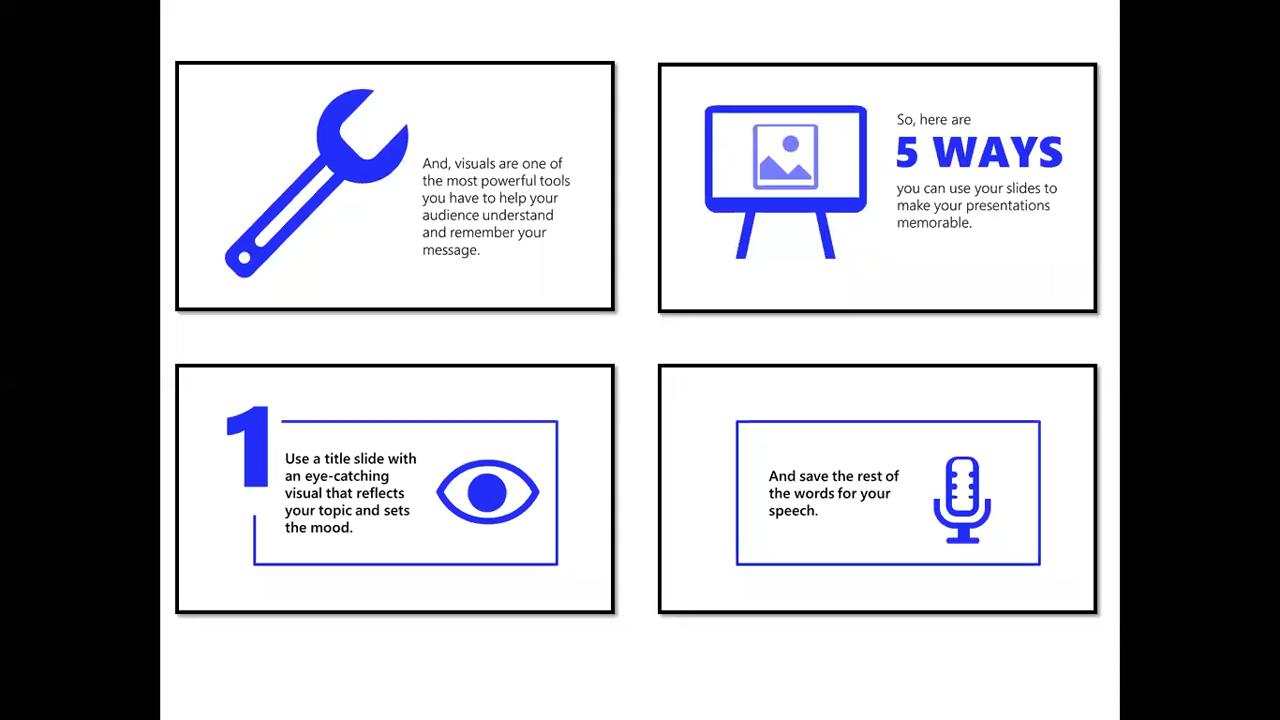 And, visuals are one of
the most powerful tools
you have to help your
audience understand
and remember your
message.
So, here are
5 WAYS
you can use your slides to
make your presentations
memorable.
1
Use a title slide with
an eye-catching
visual that reflects
your topic and sets
the mood.
And save the rest of
the words for your
speech.